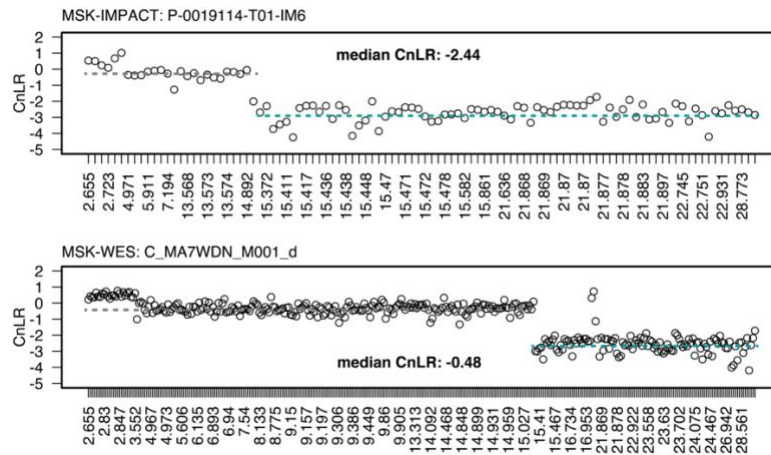 MSK-IMPACT: P-0019114-T01-IM6
2
1
0
-1
-2
-3
-4
-5
CnLR
median CnLR: -2.44
2.655 2.723 4.971 5.911 7.194 13.568 13.573 13.574 14.892 15.372 15.411 15.417 15.436 15.438 15.448 15.47 15.471 15.472 15.478 15.582 15.861 21.636 21.868 21.869 21.87 21.87 21.877 21.878 21.883 21.897 22.745 22.751 22.931 28.773
MSK-WES: C_MA7WDN_M001_d
2
1
0
-1
-2
-3
-4
-5
CnLR
median CnLR: -0.48
2.655 2.83 2.847 3.552 4.967 4.973 5.606 6.135 6.893 6.94 7.54 8.133 8.775 9.15 9.157 9.197 9.306 9.386 9.449 9.86 9.905 13.313 14.092 14.468 14.848 14.899 14.931 14.959 15.027 15.41 15.467 16.734 16.953 21.869 21.878 22.922 23.558 23.63 23.702 24.075 24.467 26.942 28.561